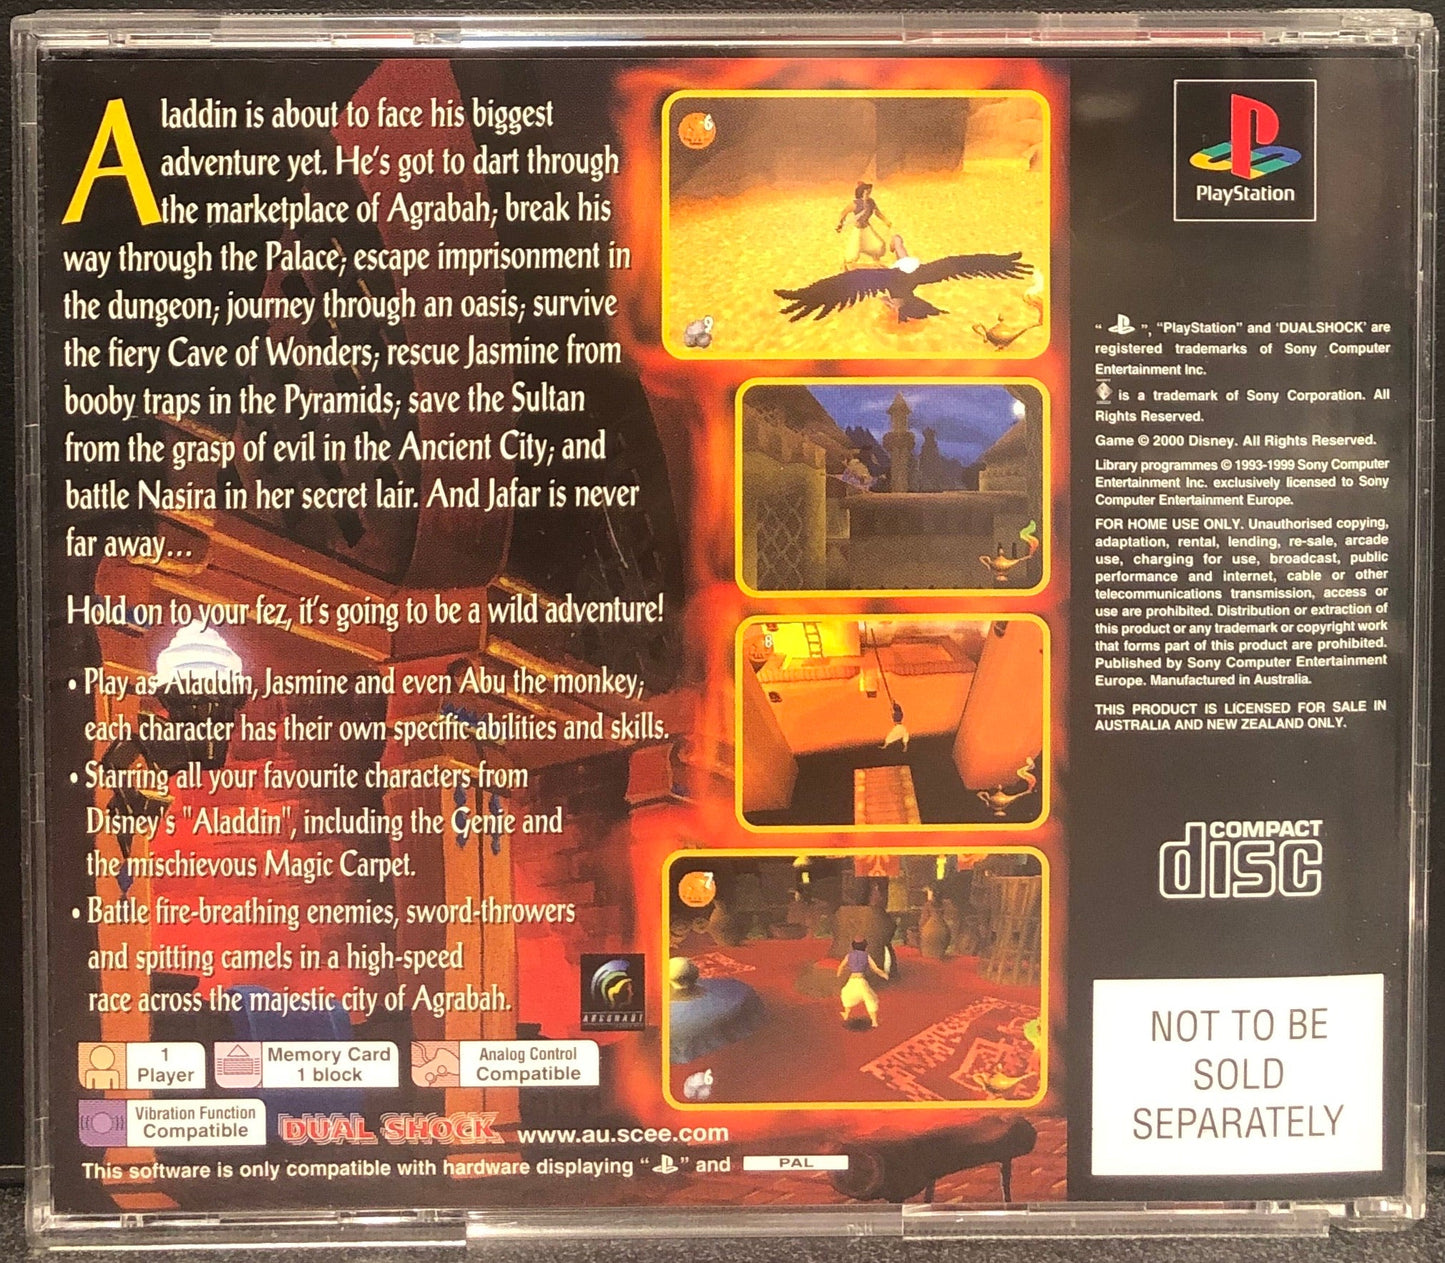 Aladdin is about to face his biggest
adventure yet. He's got to dart through
the marketplace of Agrabah; break his
way through the Palace; escape imprisonment in
the dungeon; journey through an oasis; survive
the fiery Cave of Wonders; rescue Jasmine from
booby traps in the Pyramids; save the Sultan
from the grasp of evil in the Ancient City; and
battle Nasira in her secret lair. And Jafar is never
far away...
Hold on to your fez, it's going to be a wild adventure!
• Play as Aladdin, Jasmine and even Abu the monkey;
each character has their own specific abilities and skills.
• Starring all your favourite characters from
Disney's "Aladdin", including the Genie and
the mischievous Magic Carpet.
• Battle fire-breathing enemies, sword-throwers
and spitting camels in a high-speed
race across the majestic city of Agrabah.
ARGONAUT
1
Player
Memory Card
1 block
Analog Control
Compatible
Vibration Function
Compatible
DUAL SHOCK
www.au.scee.com
This software is only compatible with hardware displaying " " and PAL
6
9
8
7
6
PlayStation
" ", "PlayStation" and 'DUALSHOCK' are
registered trademarks of Sony Computer
Entertainment Inc.
is a trademark of Sony Corporation. All
Rights Reserved.
Game © 2000 Disney. All Rights Reserved.
Library programmes © 1993-1999 Sony Computer
Entertainment Inc. exclusively licensed to Sony
Computer Entertainment Europe.
FOR HOME USE ONLY. Unauthorised copying,
adaptation, rental, lending, re-sale, arcade
use, charging for use, broadcast, public
performance and internet, cable or other
telecommunications transmission, access or
use are prohibited. Distribution or extraction of
this product or any trademark or copyright work
that forms part of this product are prohibited.
Published by Sony Computer Entertainment
Europe. Manufactured in Australia.
THIS PRODUCT IS LICENSED FOR SALE IN
AUSTRALIA AND NEW ZEALAND ONLY.
COMPACT
disc
NOT TO BE
SOLD
SEPARATELY